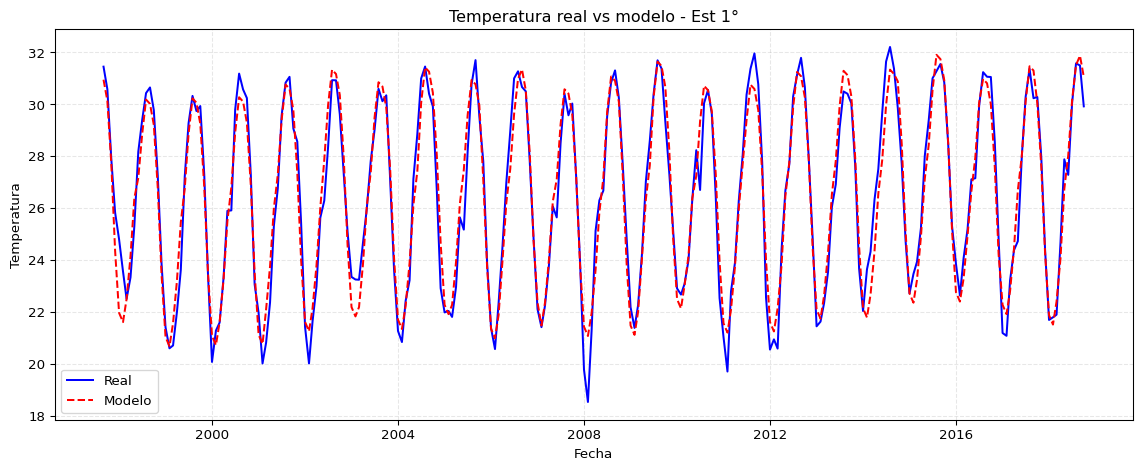 Temperatura real vs modelo - Est 1°
Temperatura
32
30
28
26
24
22
20
18
Real
Modelo
2000
2004
2008
2012
2016
Fecha